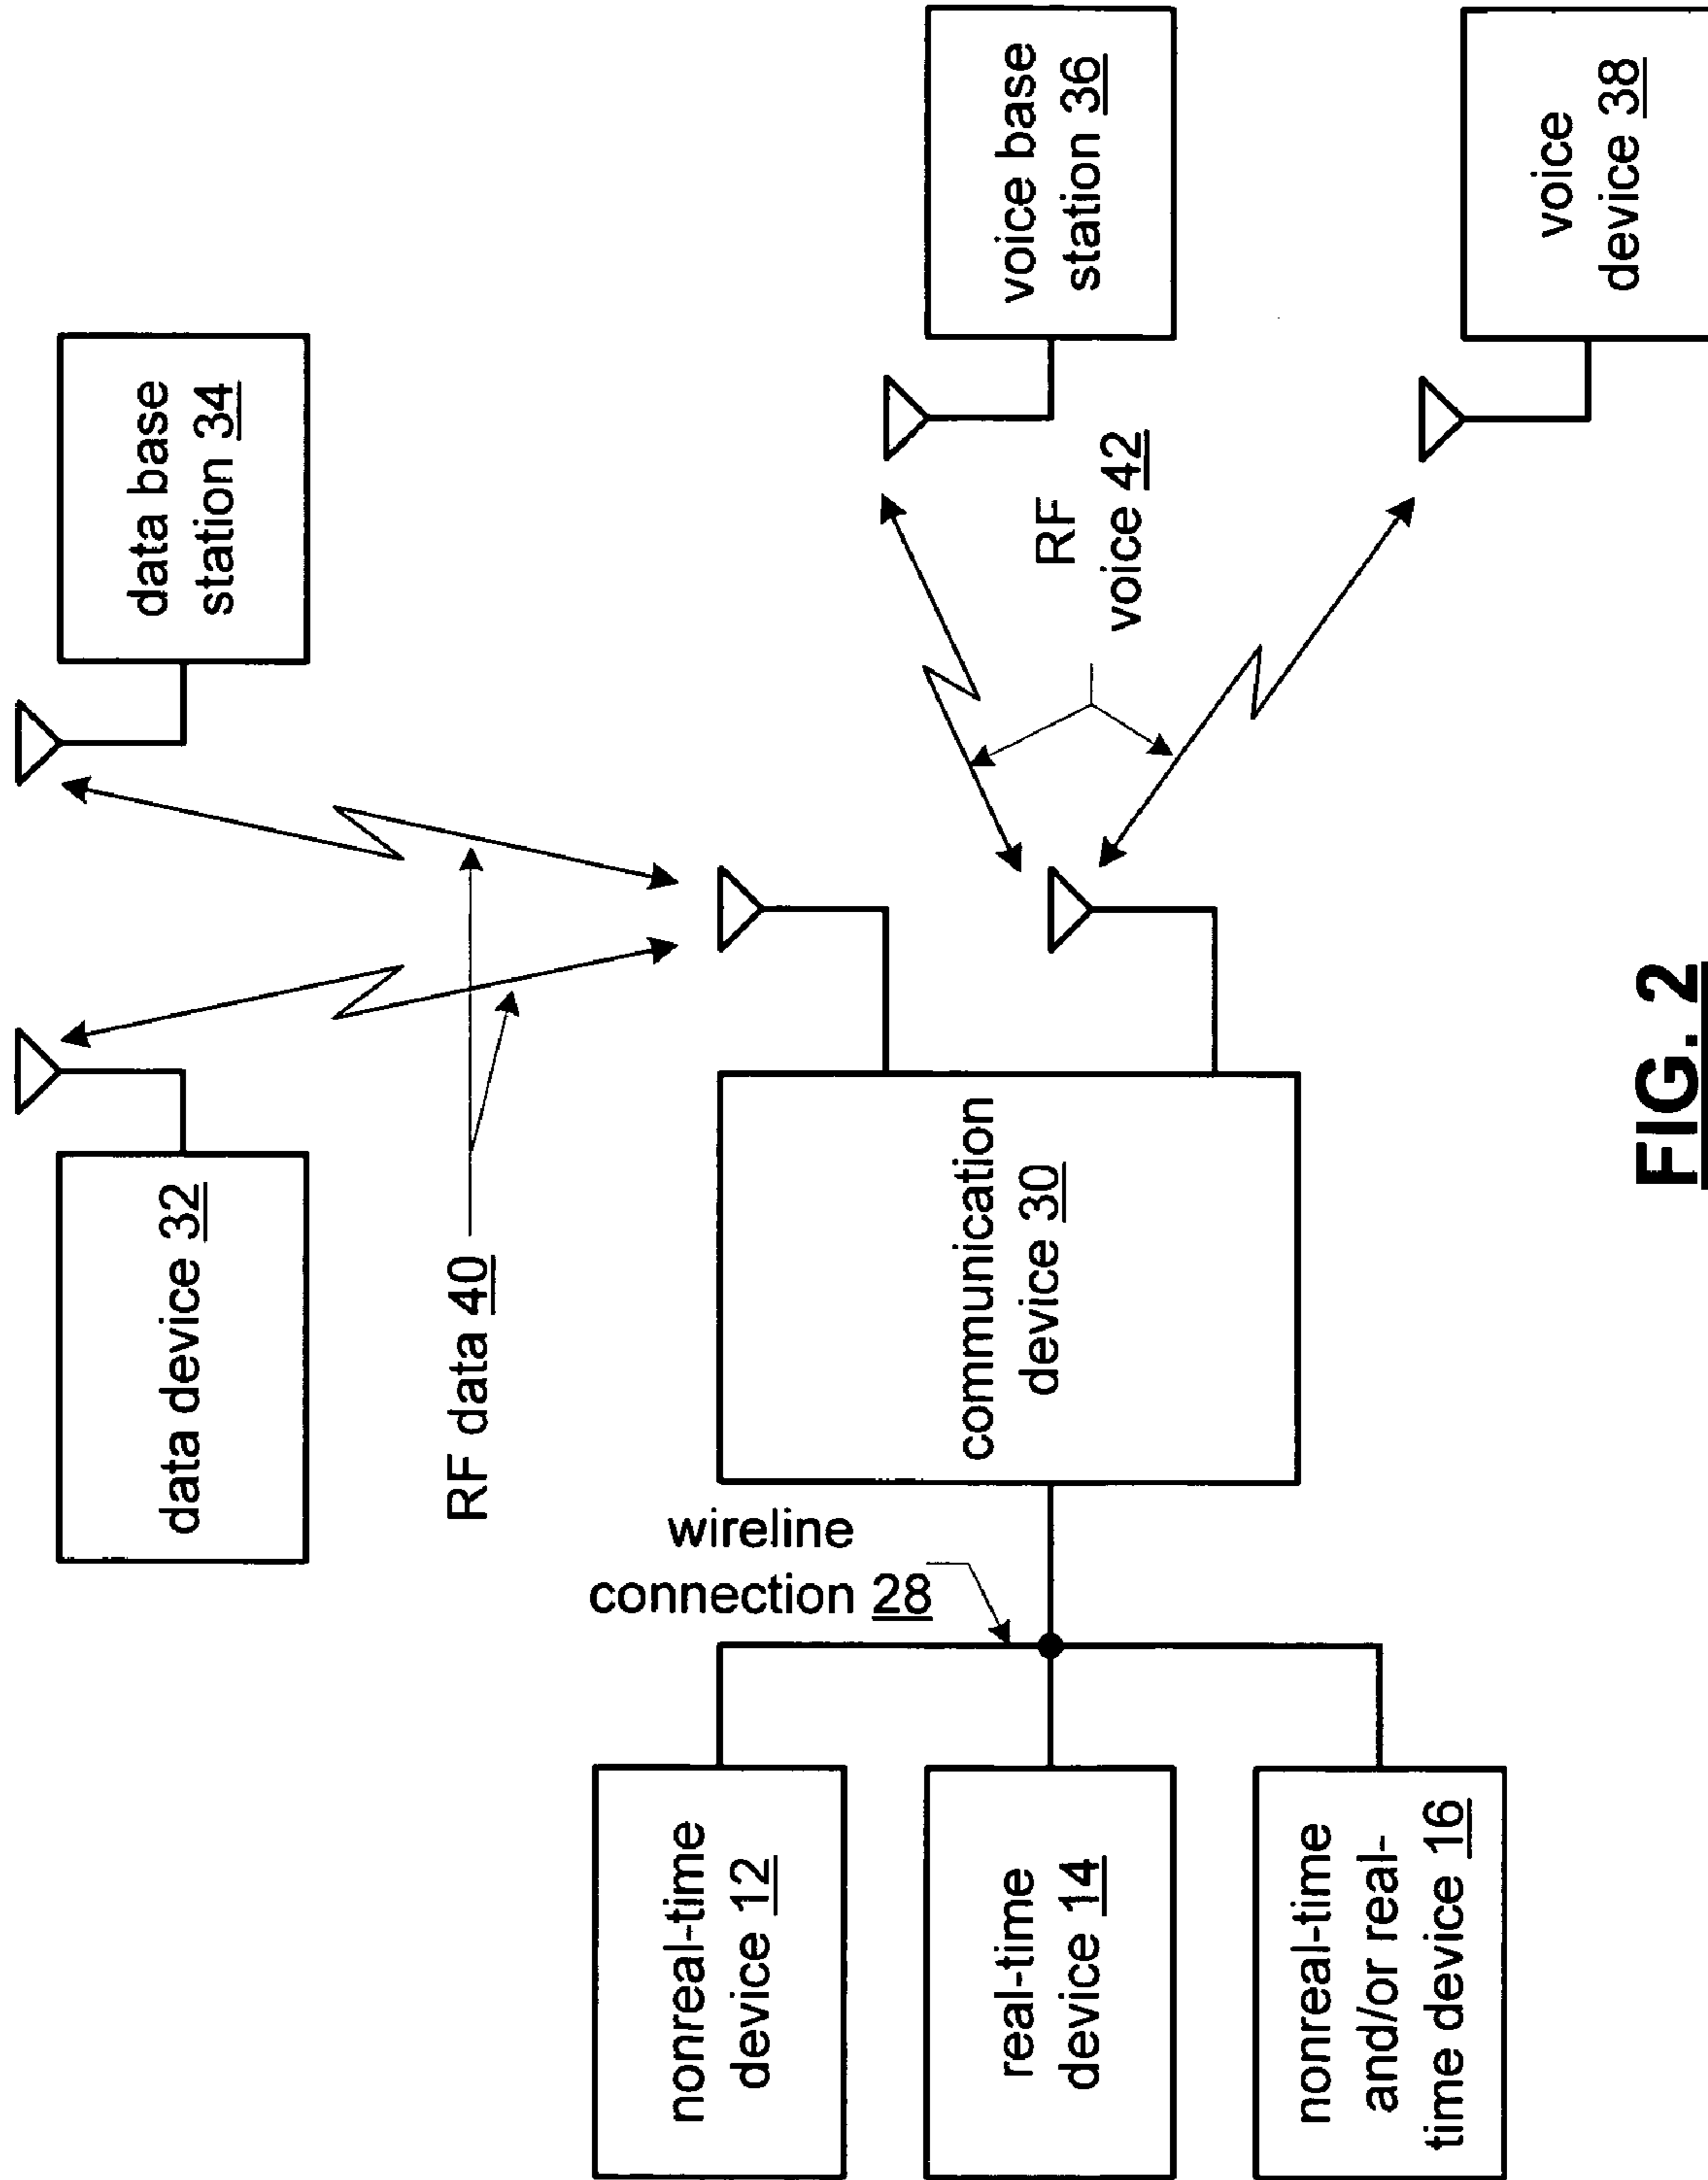 data device 32
data base
station 34
RF data 40
wireline
connection 28
nonreal-time
device 12
communication
device 30
RF
voice 42
voice base
station 36
real-time
device 14
nonreal-time
and/or real-
time device 16
voice
device 38
FIG. 2